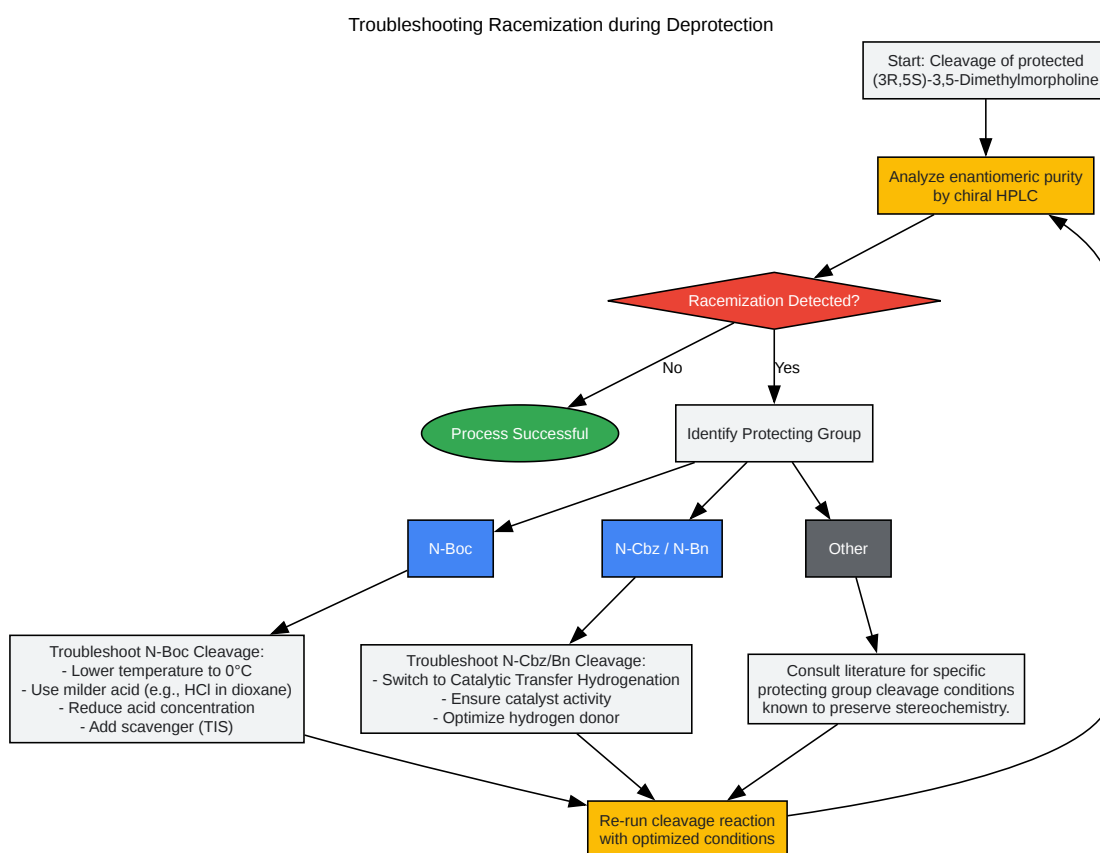 Troubleshooting Racemization during Deprotection
Start: Cleavage of protected
(3R,5S)-3,5-Dimethylmorpholine
Analyze enantiomeric purity
by chiral HPLC
Racemization Detected?
No
Yes
Process Successful
Identify Protecting Group
N-Boc
N-Cbz / N-Bn
Other
Troubleshoot N-Boc Cleavage:
- Lower temperature to 0°C
- Use milder acid (e.g., HCl in dioxane)
- Reduce acid concentration
- Add scavenger (TIS)
Troubleshoot N-Cbz/Bn Cleavage:
- Switch to Catalytic Transfer Hydrogenation
- Ensure catalyst activity
- Optimize hydrogen donor
Consult literature for specific
protecting group cleavage conditions
known to preserve stereochemistry.
Re-run cleavage reaction
with optimized conditions